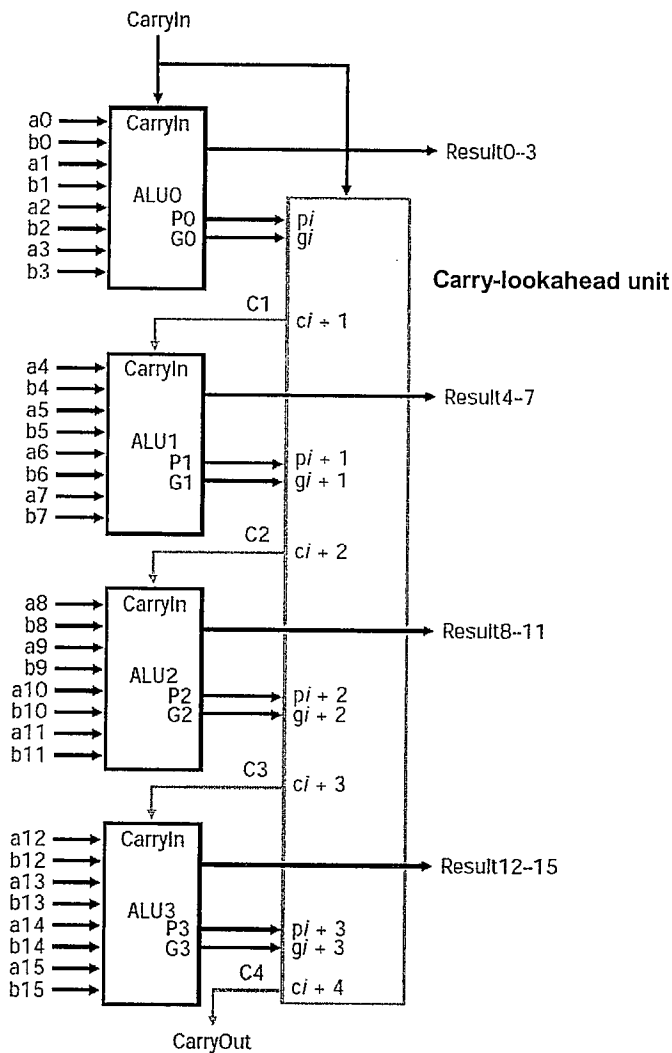 CarryIn
a0
b0
a1
b1
a2
b2
a3
b3
CarryIn
ALU0
P0
G0
Result0--3
pi
gi
Carry-lookahead unit
C1
ci + 1
a4
b4
a5
b5
a6
b6
a7
b7
CarryIn
ALU1
P1
G1
Result4--7
pi + 1
gi + 1
C2
ci + 2
a8
b8
a9
b9
a10
b10
a11
b11
CarryIn
ALU2
P2
G2
Result8--11
pi + 2
gi + 2
C3
ci + 3
a12
b12
a13
b13
a14
b14
a15
b15
CarryIn
ALU3
P3
G3
Result12--15
pi + 3
gi + 3
C4
ci + 4
CarryOut